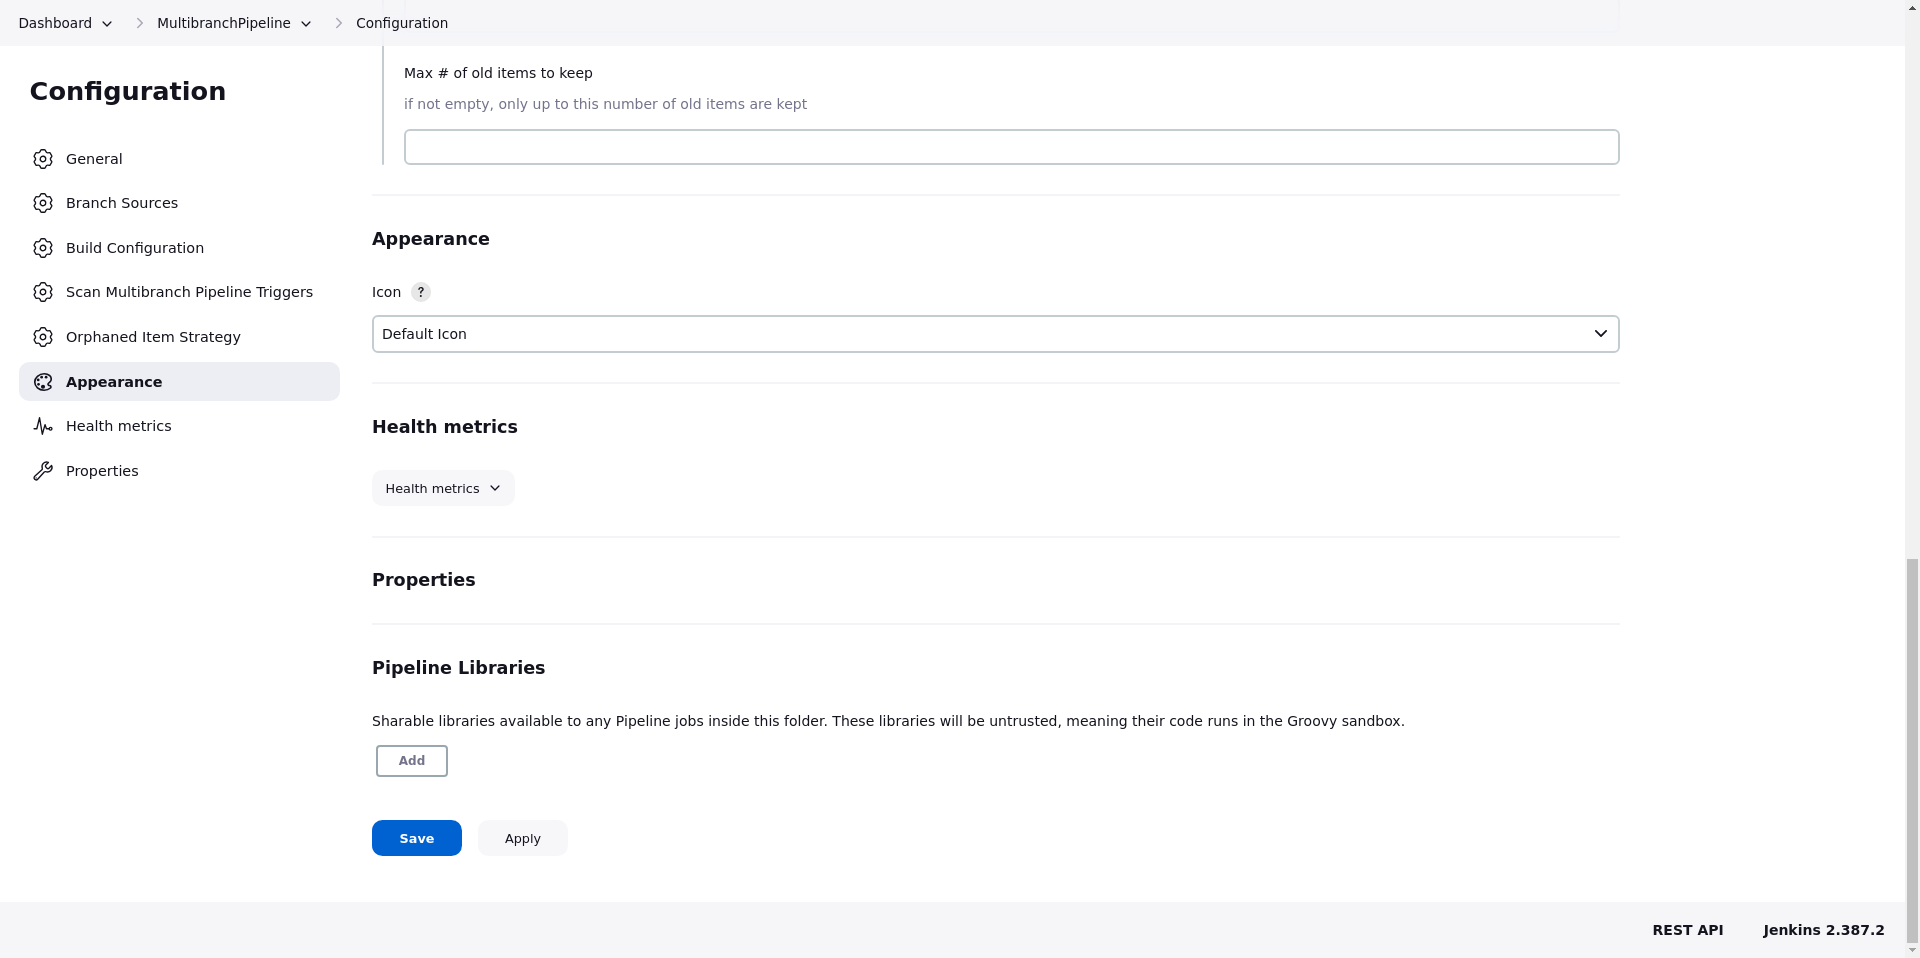 Dashboard
MultibranchPipeline
Configuration
Configuration
General
Branch Sources
Build Configuration
Scan Multibranch Pipeline Triggers
Orphaned Item Strategy
Appearance
Health metrics
Properties
Max # of old items to keep
if not empty, only up to this number of old items are kept
Appearance
Icon ?
Default Icon
Health metrics
Health metrics
Properties
Pipeline Libraries
Sharable libraries available to any Pipeline jobs inside this folder. These libraries will be untrusted, meaning their code runs in the Groovy sandbox.
Add
Save
Apply
REST API
Jenkins 2.387.2